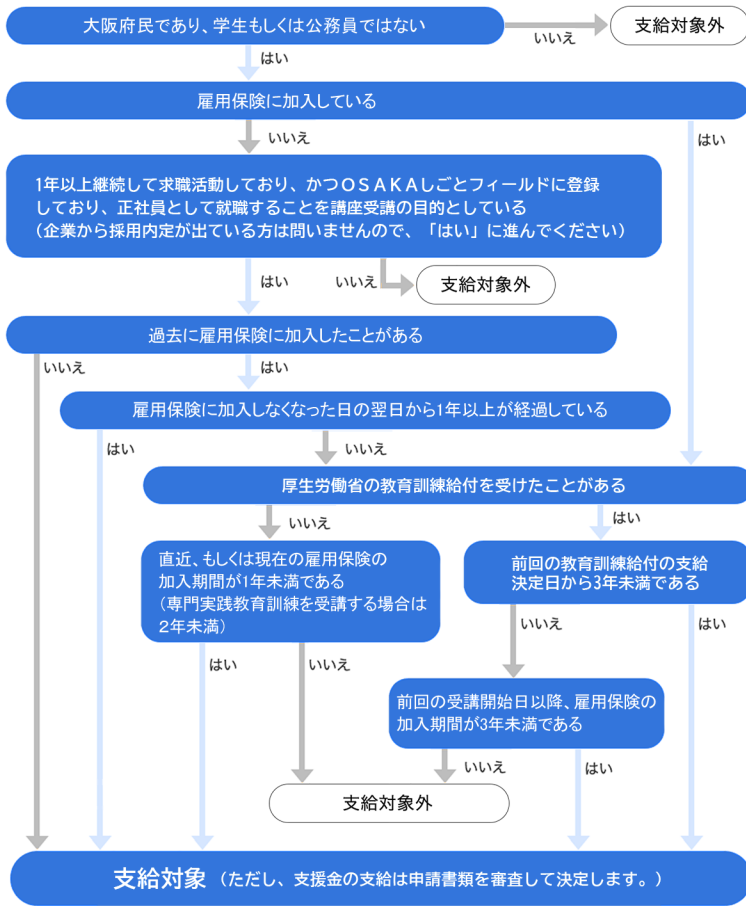 大阪府民であり、学生もしくは公務員ではない
いいえ
支給対象外
はい
雇用保険に加入している
いいえ
はい
1年以上継続して求職活動しており、かつOSAKAしごとフィールドに登録
しており、正社員として就職することを講座受講の目的としている
(企業から採用内定が出ている方は問いませんので、「はい」に進んでください)
はい
いいえ
支給対象外
過去に雇用保険に加入したことがある
いいえ
はい
雇用保険に加入しなくなった日の翌日から1年以上が経過している
はい
いいえ
厚生労働省の教育訓練給付を受けたことがある
いいえ
はい
直近、もしくは現在の雇用保険の
加入期間が1年未満である
(専門実践教育訓練を受講する場合は
2年未満)
前回の教育訓練給付の支給
決定日から3年未満である
はい
いいえ
いいえ
はい
前回の受講開始日以降、雇用保険の
加入期間が3年未満である
いいえ
はい
支給対象外
支給対象(ただし、支援金の支給は申請書類を審査して決定します。)